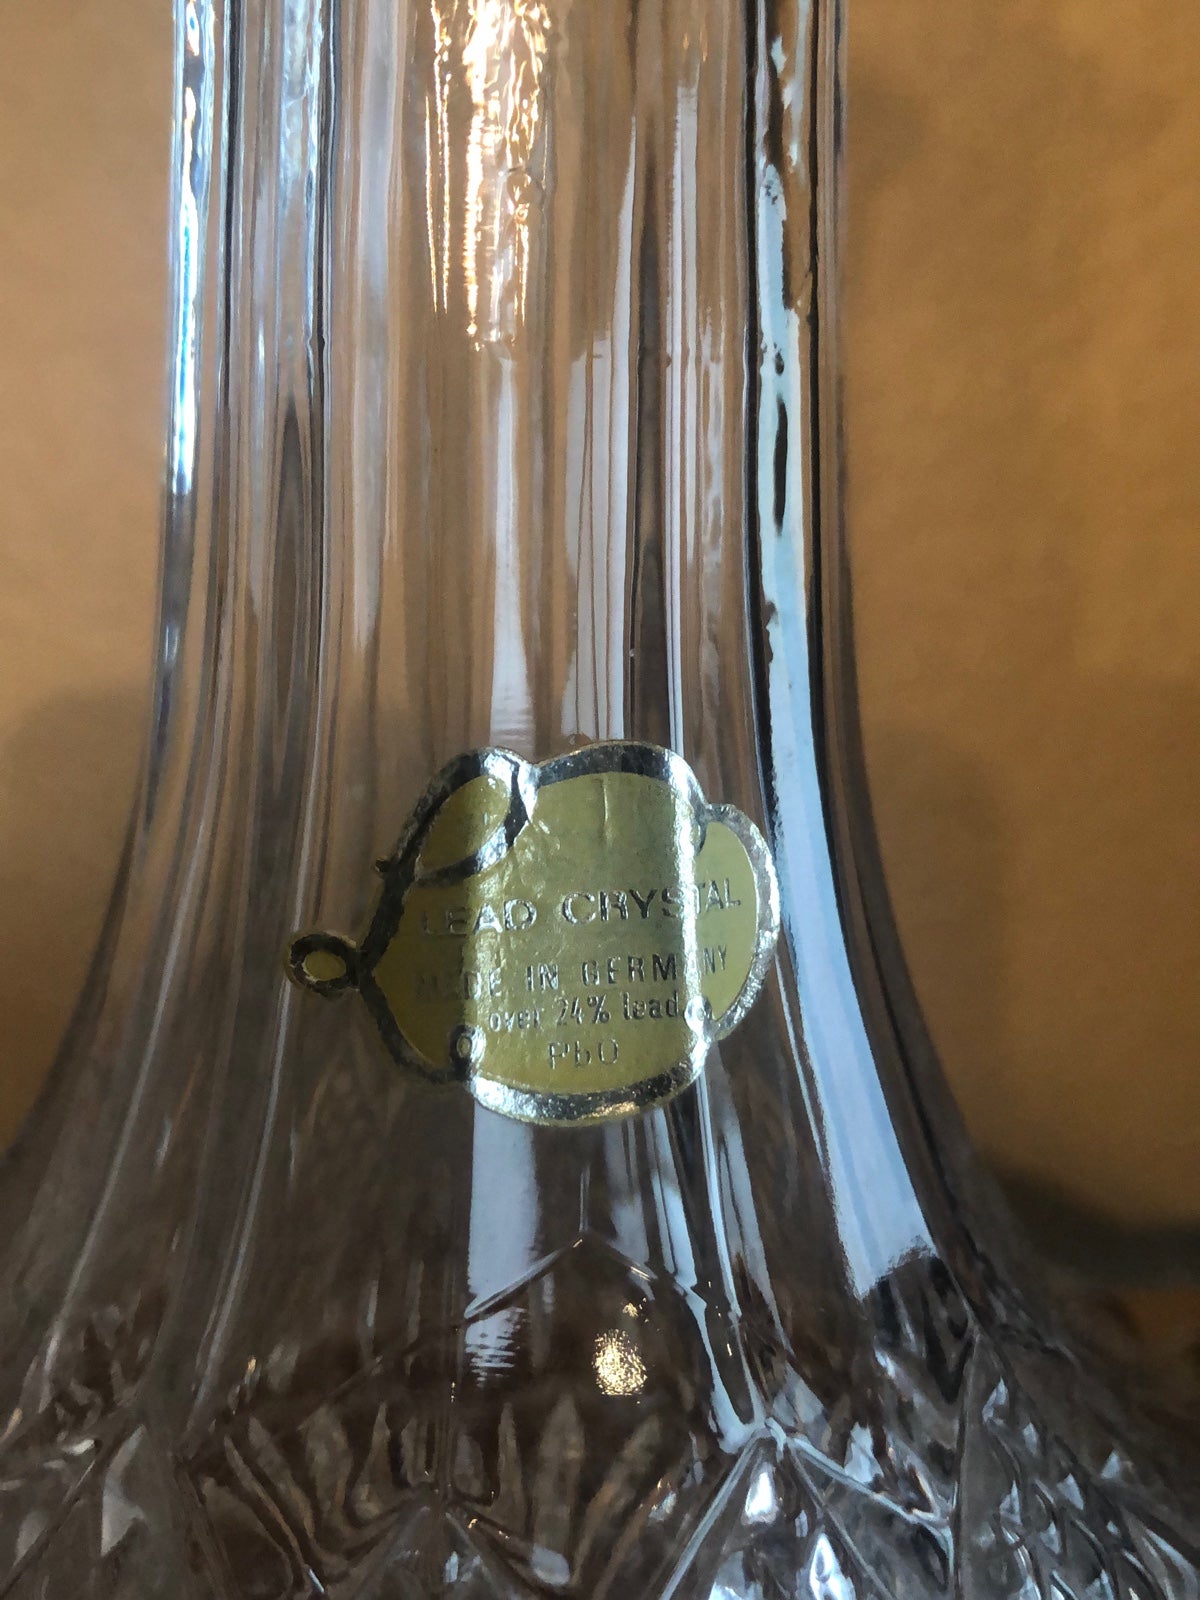 LEAD CRYSTAL
MADE IN GERMANY
over 24% lead
PbO